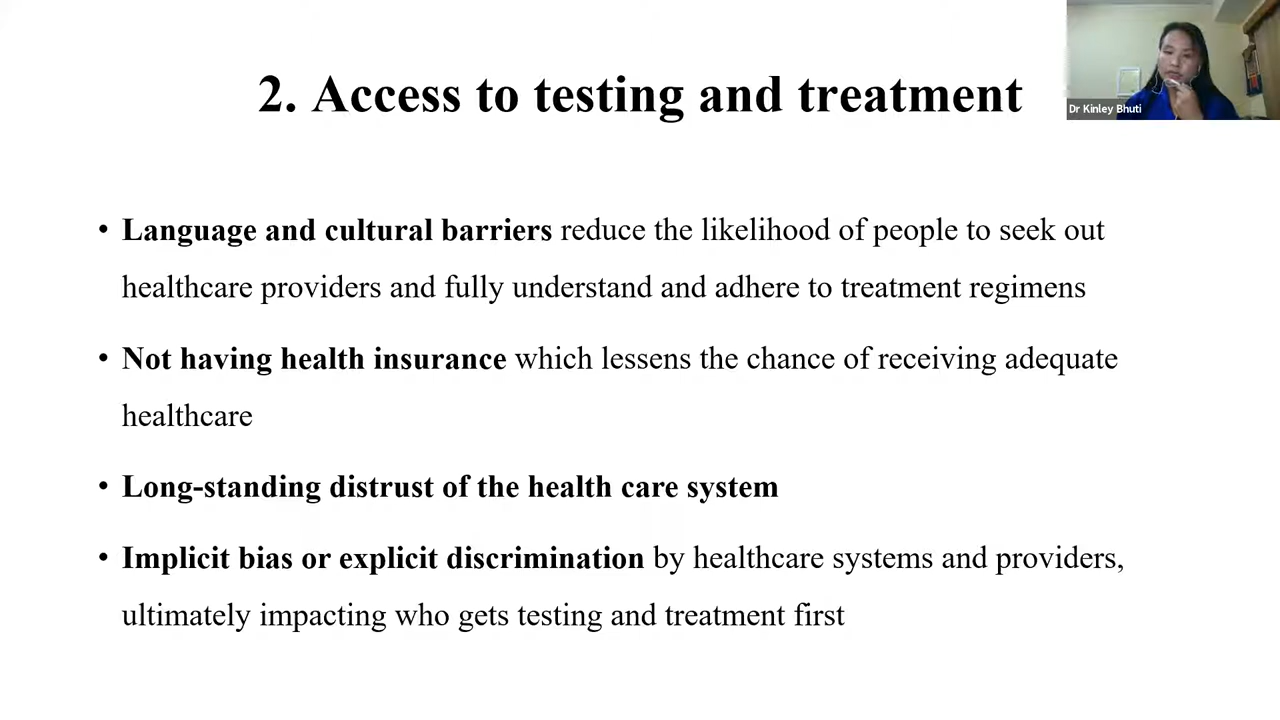 2. Access to testing and treatment
Dr Kinley Bhuti
• Language and cultural barriers reduce the likelihood of people to seek out
healthcare providers and fully understand and adhere to treatment regimens
• Not having health insurance which lessens the chance of receiving adequate
healthcare
• Long-standing distrust of the health care system
• Implicit bias or explicit discrimination by healthcare systems and providers,
ultimately impacting who gets testing and treatment first